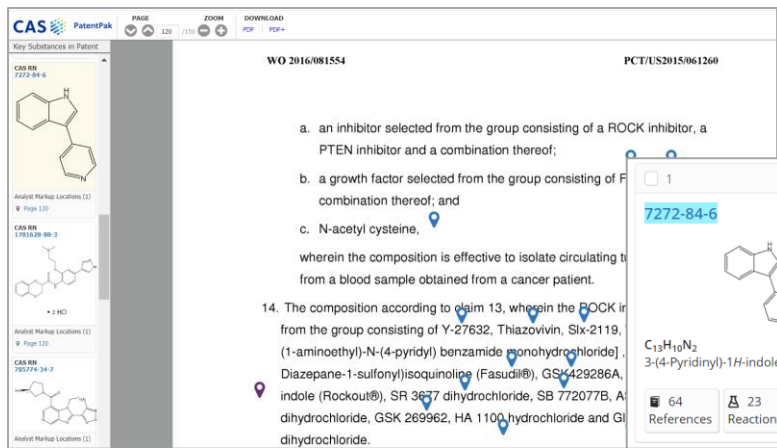 CAS PatentPak
PAGE
ZOOM
DOWNLOAD
120 /150
PDF PDF+
Key Substances in Patent
CAS RN
7272-84-6
H
N
N
Analyst Markup Locations (1)
Page 120
CAS RN
1781628-88-3
• 2 HCl
Analyst Markup Locations (1)
Page 120
CAS RN
785774-34-7
Analyst Markup Locations (1)
WO 2016/081554
PCT/US2015/061260
a. an inhibitor selected from the group consisting of a ROCK inhibitor, a
PTEN inhibitor and a combination thereof;
b. a growth factor selected from the group consisting of F
combination thereof; and
c. N-acetyl cysteine,
wherein the composition is effective to isolate circulating tu
from a blood sample obtained from a cancer patient.
14. The composition according to claim 13, wherein the ROCK in
from the group consisting of Y-27632, Thiazovivin, Slx-2119,
(1-aminoethyl)-N-(4-pyridyl) benzamide monohydrochloride] ,
Diazepane-1-sulfonyl)isoquinoline (Fasudil®), GSK429286A,
indole (Rockout®), SR 3677 dihydrochloride, SB 772077B, A
dihydrochloride, GSK 269962, HA 1100 hydrochloride and Gl
dihydrochloride.
1
7272-84-6
C13H10N2
3-(4-Pyridinyl)-1H-indole
64
References
23
Reaction